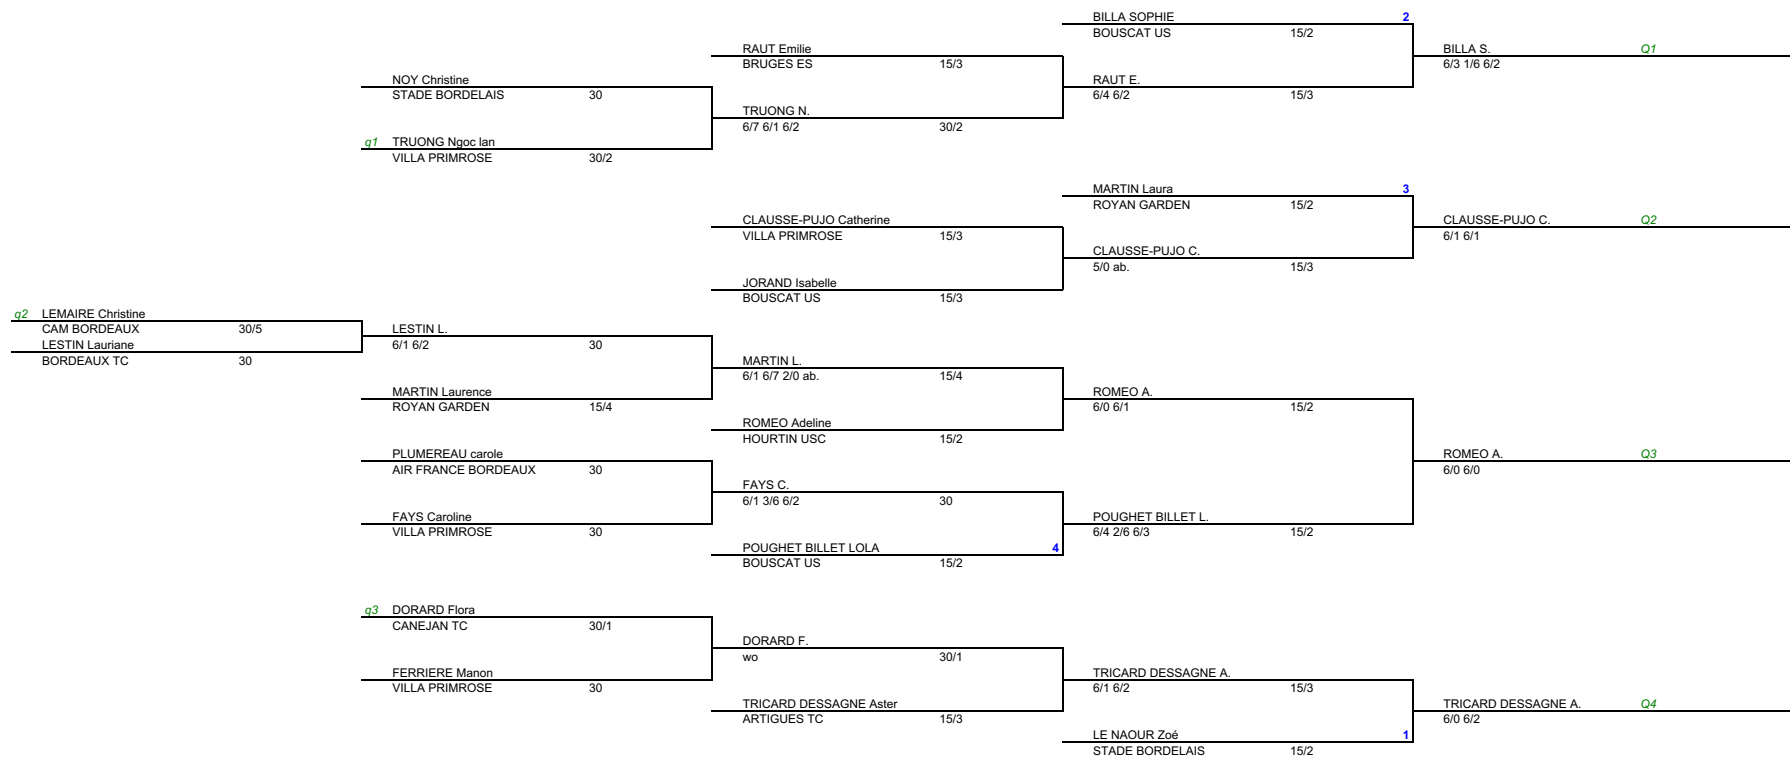 BILLA SOPHIE 2
BOUSCAT US 15/2
RAUT Emilie
BILLA S. Q1
BRUGES ES 15/3
6/3 1/6 6/2
NOY Christine
RAUT E.
STADE BORDELAIS 30
6/4 6/2 15/3
TRUONG N.
6/7 6/1 6/2 30/2
q1 TRUONG Ngoc lan
VILLA PRIMROSE 30/2
MARTIN Laura 3
ROYAN GARDEN 15/2
CLAUSSE-PUJO Catherine
CLAUSSE-PUJO C. Q2
VILLA PRIMROSE 15/3
6/1 6/1
CLAUSSE-PUJO C.
5/0 ab. 15/3
JORAND Isabelle
BOUSCAT US 15/3
q2 LEMAIRE Christine
CAM BORDEAUX 30/5
LESTIN L.
LESTIN Lauriane
6/1 6/2 30
BORDEAUX TC 30
MARTIN L.
6/1 6/7 2/0 ab. 15/4
MARTIN Laurence
ROMEO A.
ROYAN GARDEN 15/4
6/0 6/1 15/2
ROMEO Adeline
HOURTIN USC 15/2
PLUMEREAU carole
ROMEO A. Q3
AIR FRANCE BORDEAUX 30
6/0 6/0
FAYS C.
6/1 3/6 6/2 30
FAYS Caroline
POUGHET BILLET L.
VILLA PRIMROSE 30
6/4 2/6 6/3 15/2
POUGHET BILLET LOLA 4
BOUSCAT US 15/2
q3 DORARD Flora
CANEJAN TC 30/1
DORARD F.
wo 30/1
FERRIERE Manon
TRICARD DESSAGNE A.
VILLA PRIMROSE 30
6/1 6/2 15/3
TRICARD DESSAGNE Aster
TRICARD DESSAGNE A. Q4
ARTIGUES TC 15/3
6/0 6/2
LE NAOUR Zoé 1
STADE BORDELAIS 15/2